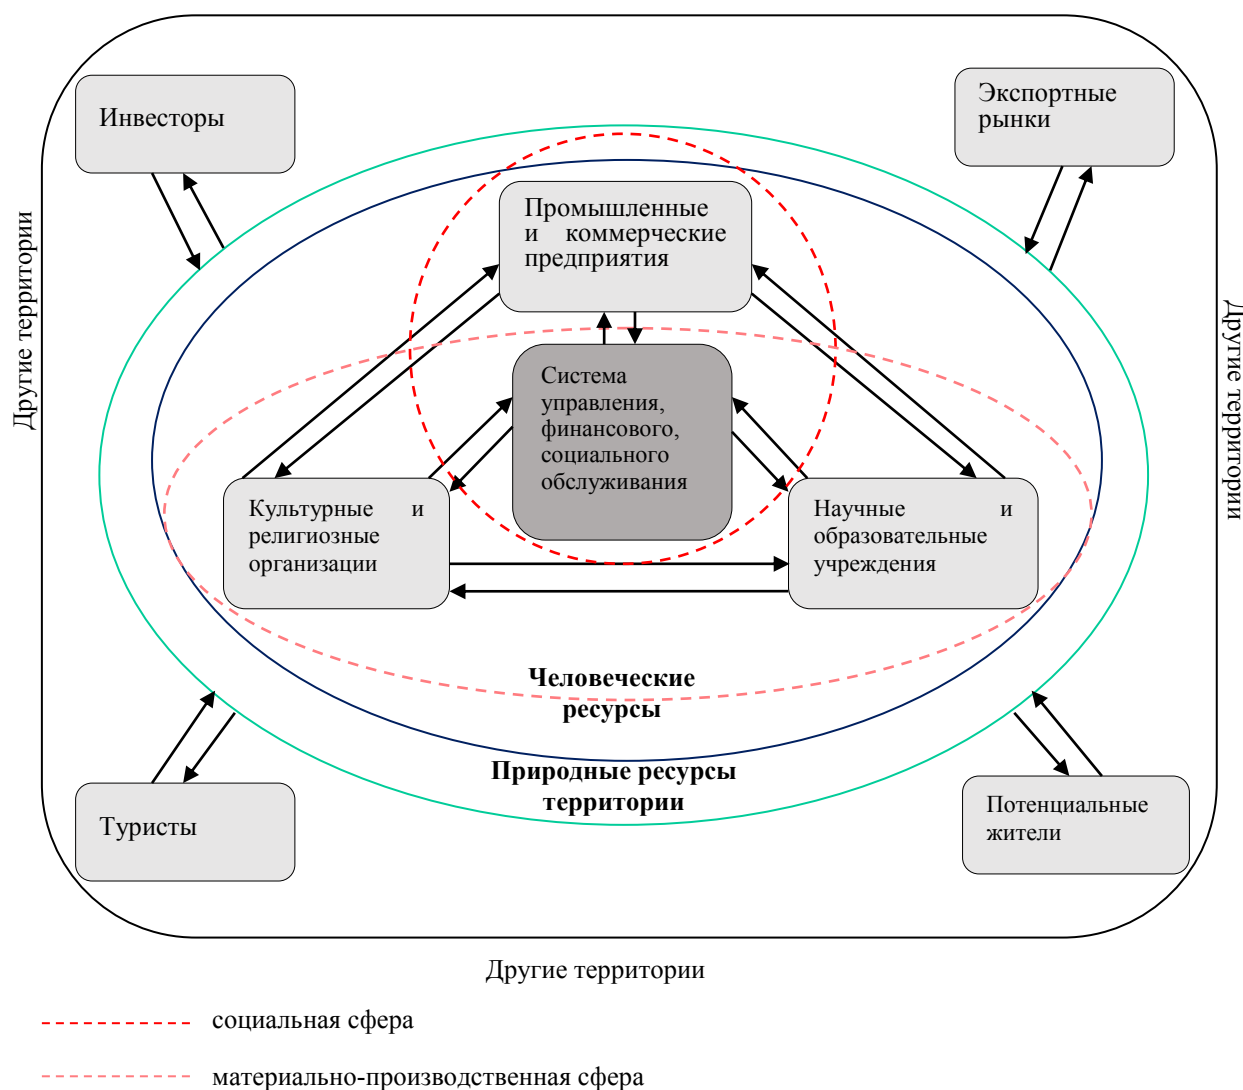 Инвесторы
Экспортные
рынки
Другие территории
Промышленные
и коммерческие
предприятия
Другие территории
Система
управления,
финансового,
социального
обслуживания
Культурные и
религиозные
организации
Научные и
образовательные
учреждения
Человеческие
ресурсы
Природные ресурсы
территории
Туристы
Потенциальные
жители
Другие территории
социальная сфера
материально-производственная сфера